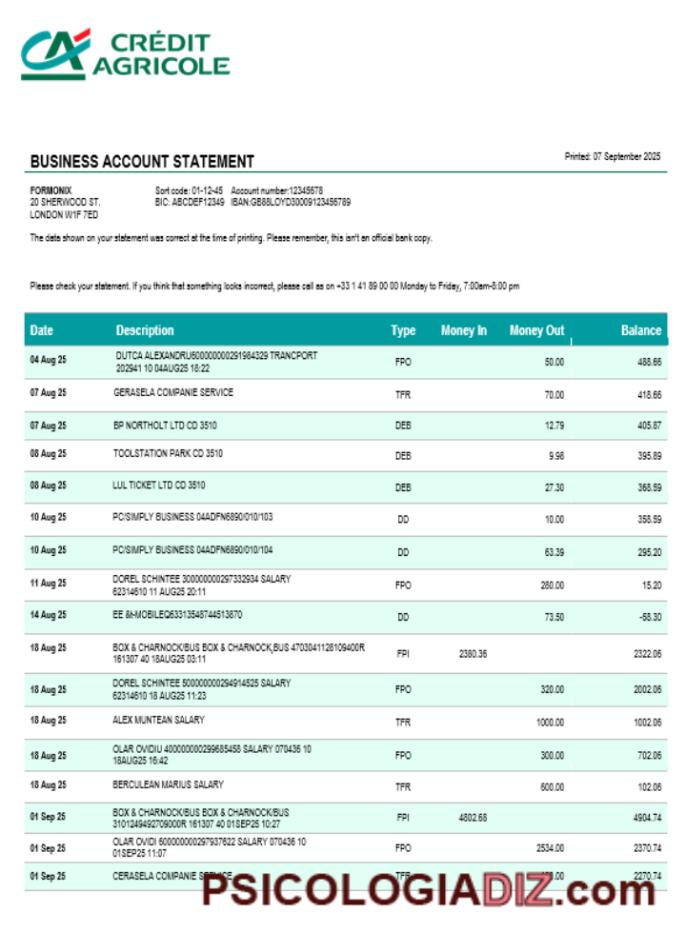 CRÉDIT
AGRICOLE
BUSINESS ACCOUNT STATEMENT
Printed: 07 September 2025
FORMONIX
20 SHERWOOD ST.
LONDON W1F 7ED
Sort code: 01-12-45 Account number:12345678
BIC: ABCDEF12349 IBAN:GB88LOYD30009123456789
The data shown on your statement was correct at the time of printing. Please remember, this isn't an official bank copy.
Please check your statement. If you think that something looks incorrect, please call as on +33 1 41 89 00 00 Monday to Friday, 7:00am-8:00 pm
Date Description Type Money In Money Out Balance
04 Aug 25 DUTCA ALEXANDRU600000000291984329 TRANCPORT
202941 10 04AUG25 18:22 FPO 50.00 488.66
07 Aug 25 GERASELA COMPANIE SERVICE TFR 70.00 418.66
07 Aug 25 BP NORTHOLT LTD CD 3510 DEB 12.79 405.87
08 Aug 25 TOOLSTATION PARK CD 3510 DEB 9.98 395.89
08 Aug 25 LUL TICKET LTD CD 3510 DEB 27.30 368.59
10 Aug 25 PC/SIMPLY BUSINESS 04ADFN6890/010/103 DD 10.00 358.59
10 Aug 25 PC/SIMPLY BUSINESS 04ADFN6890/010/104 DD 63.39 295.20
11 Aug 25 DOREL SCHINTEE 300000000297332934 SALARY
62314610 11 AUG25 20:11 FPO 280.00 15.20
14 Aug 25 EE &MOBILEQ63313548744513870 DD 73.50 -58.30
18 Aug 25 BOX & CHARNOCK/BUS BOX & CHARNOCK,BUS 4703041128109400R
161307 40 18AUG25 03:11 FPI 2380.36 2322.06
18 Aug 25 DOREL SCHINTEE 500000000294914525 SALARY
62314610 18 AUG25 11:23 FPO 320.00 2002.06
18 Aug 25 ALEX MUNTEAN SALARY TFR 1000.00 1002.06
18 Aug 25 OLAR OVIDIU 400000000299685458 SALARY 070436 10
18AUG25 16:42 FPO 300.00 702.06
18 Aug 25 BERCULEAN MARIUS SALARY TFR 600.00 102.06
01 Sep 25 BOX & CHARNOCK/BUS BOX & CHARNOCK/BUS
3101249492709000R 161307 40 01SEP25 10:27 FPI 4802.68 4904.74
01 Sep 25 OLAR OVIDI 600000000297937622 SALARY 070436 10
01SEP25 11:07 FPO 2534.00 2370.74
01 Sep 25 CERASELA COMPANIE SERVICE TFR 2270.74
PSICOLOGIADIZ.com